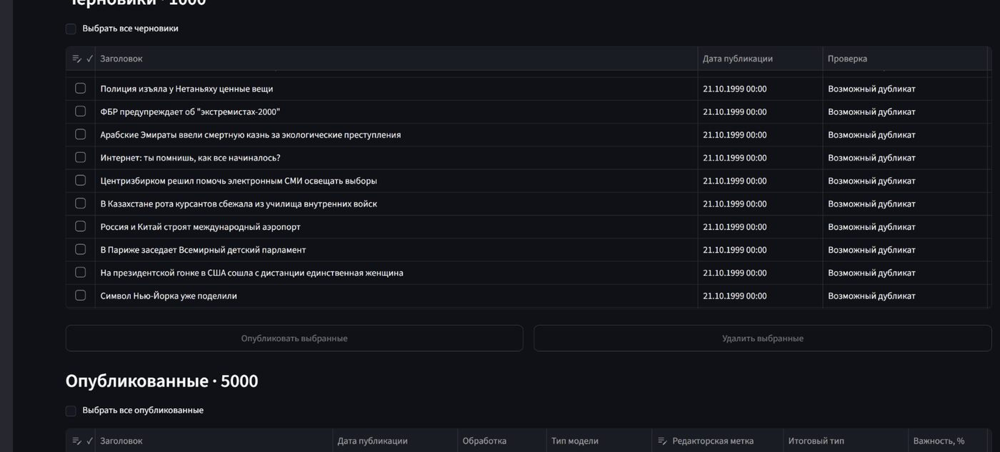 Черновики · 1000
Выбрать все черновики
Заголовок Дата публикации Проверка
Полиция изъяла у Нетаньяху ценные вещи 21.10.1999 00:00 Возможный дубликат
ФБР предупреждает об "экстремистах-2000" 21.10.1999 00:00 Возможный дубликат
Арабские Эмираты ввели смертную казнь за экологические преступления 21.10.1999 00:00 Возможный дубликат
Интернет: ты помнишь, как все начиналось? 21.10.1999 00:00 Возможный дубликат
Центризбирком решил помочь электронным СМИ освещать выборы 21.10.1999 00:00 Возможный дубликат
В Казахстане рота курсантов сбежала из училища внутренних войск 21.10.1999 00:00 Возможный дубликат
Россия и Китай строят международный аэропорт 21.10.1999 00:00 Возможный дубликат
В Париже заседает Всемирный детский парламент 21.10.1999 00:00 Возможный дубликат
На президентской гонке в США сошла с дистанции единственная женщина 21.10.1999 00:00 Возможный дубликат
Символ Нью-Йорка уже поделили 21.10.1999 00:00 Возможный дубликат
Опубликовать выбранные Удалить выбранные
Опубликованные · 5000
Выбрать все опубликованные
Заголовок Дата публикации Обработка Тип модели Редакторская метка Итоговый тип Важность, %